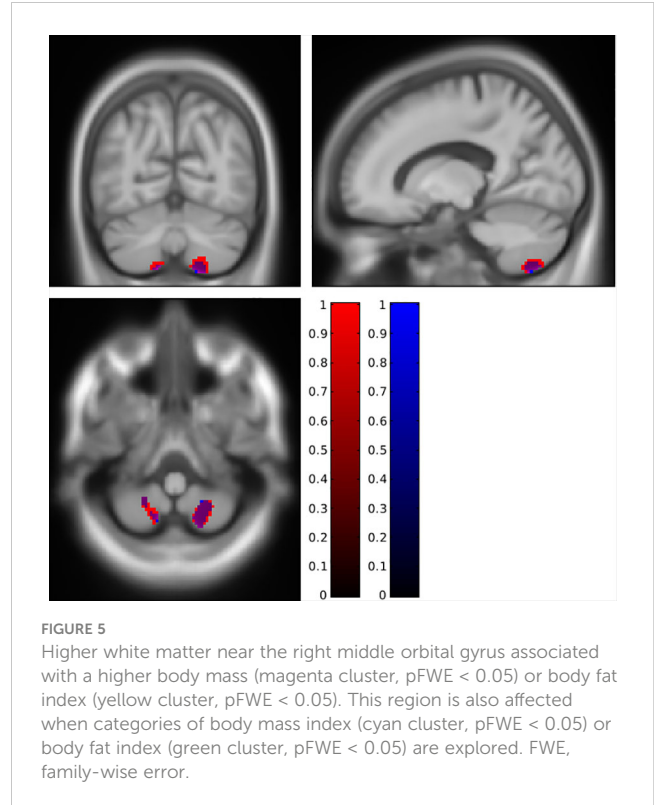 1 1
0.9 0.9
0.8 0.8
0.7 0.7
0.6 0.6
0.5 0.5
0.4 0.4
0.3 0.3
0.2 0.2
0.1 0.1
0 0
FIGURE 5
Higher white matter near the right middle orbital gyrus associated
with a higher body mass (magenta cluster, pFWE < 0.05) or body fat
index (yellow cluster, pFWE < 0.05). This region is also affected
when categories of body mass index (cyan cluster, pFWE < 0.05) or
body fat index (green cluster, pFWE < 0.05) are explored. FWE,
family-wise error.